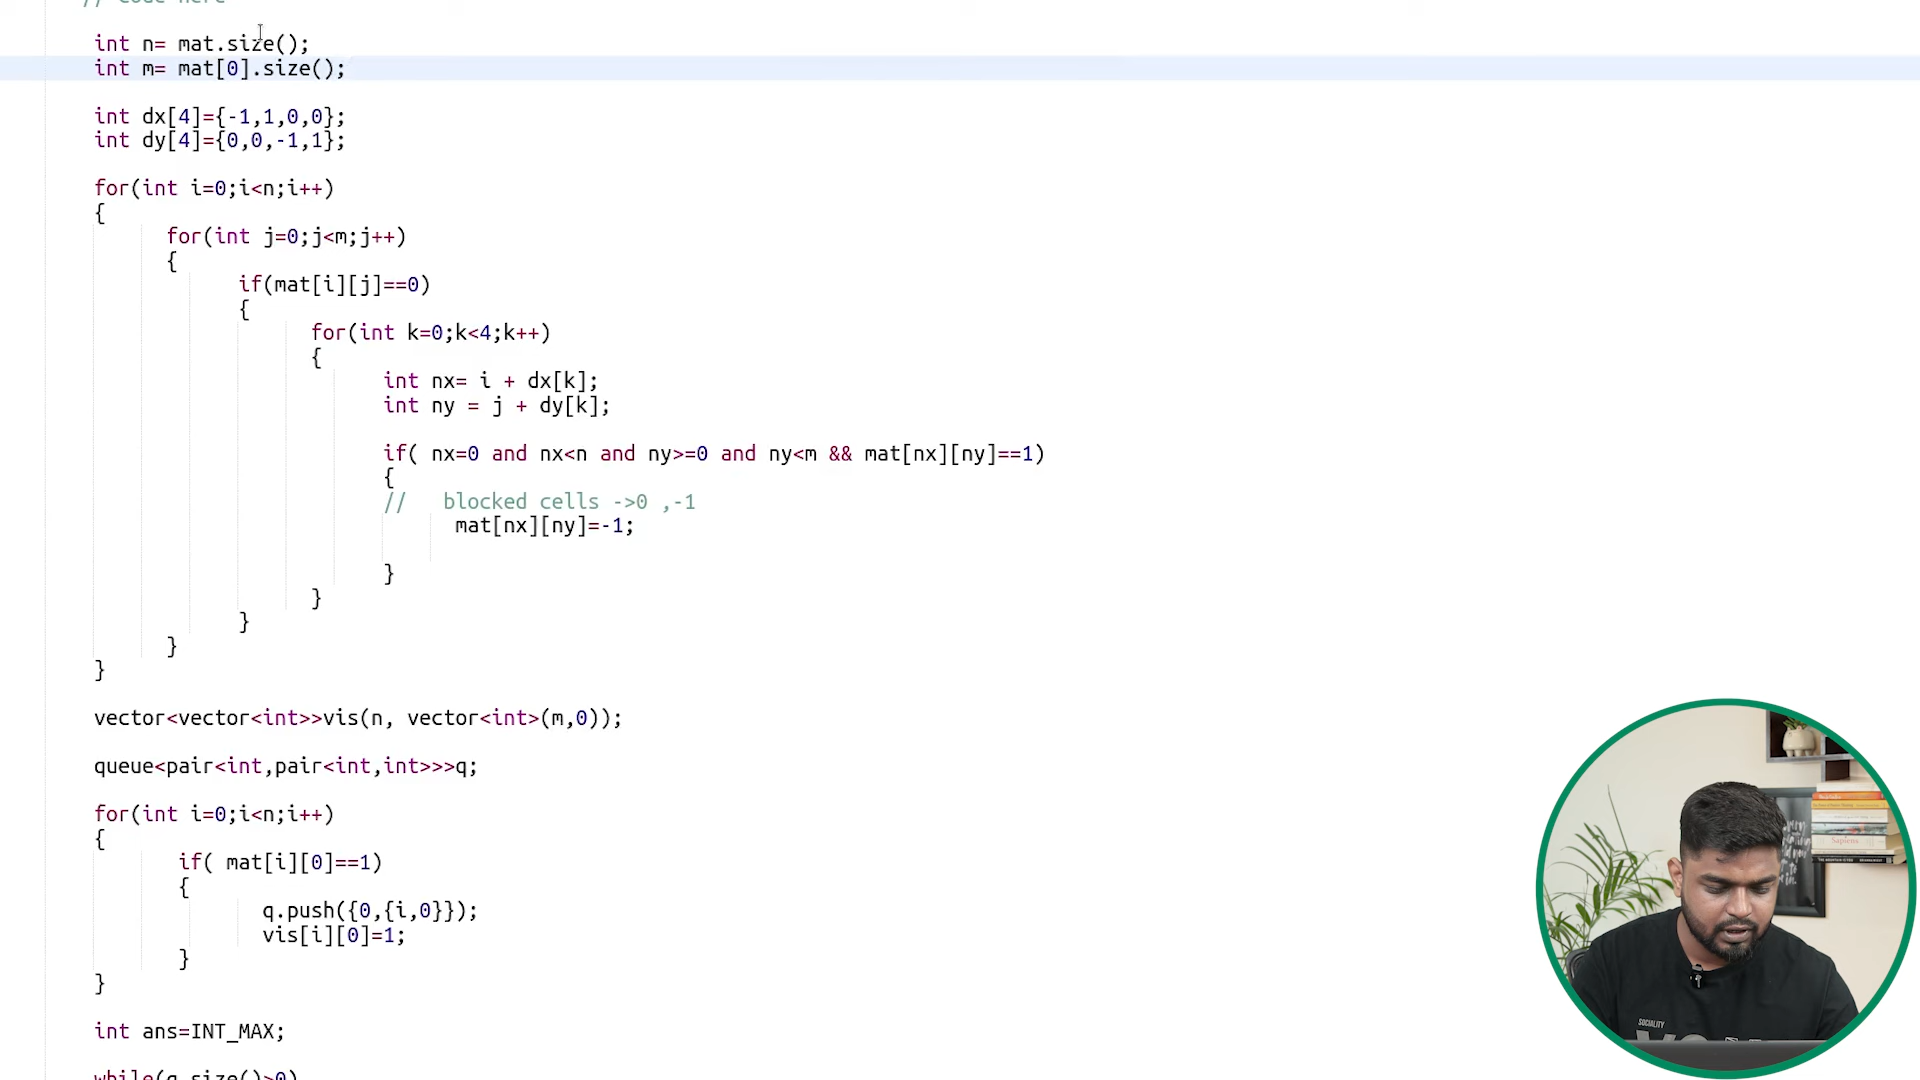 // code here
int n= mat.size();
int m= mat[0].size();
int dx[4]={-1,1,0,0};
int dy[4]={0,0,-1,1};
for(int i=0;i<n;i++)
{
for(int j=0;j<m;j++)
{
if(mat[i][j]==0)
{
for(int k=0;k<4;k++)
{
int nx= i + dx[k];
int ny = j + dy[k];
if( nx=0 and nx<n and ny>=0 and ny<m && mat[nx][ny]==1)
{
// blocked cells ->0 ,-1
mat[nx][ny]=-1;
}
}
}
}
}
vector<vector<int>>vis(n, vector<int>(m,0));
queue<pair<int,pair<int,int>>>q;
for(int i=0;i<n;i++)
{
if( mat[i][0]==1)
{
q.push({0,{i,0}});
vis[i][0]=1;
}
}
int ans=INT_MAX;
while(q.size()>0)
Sapiens
SOCIALITY